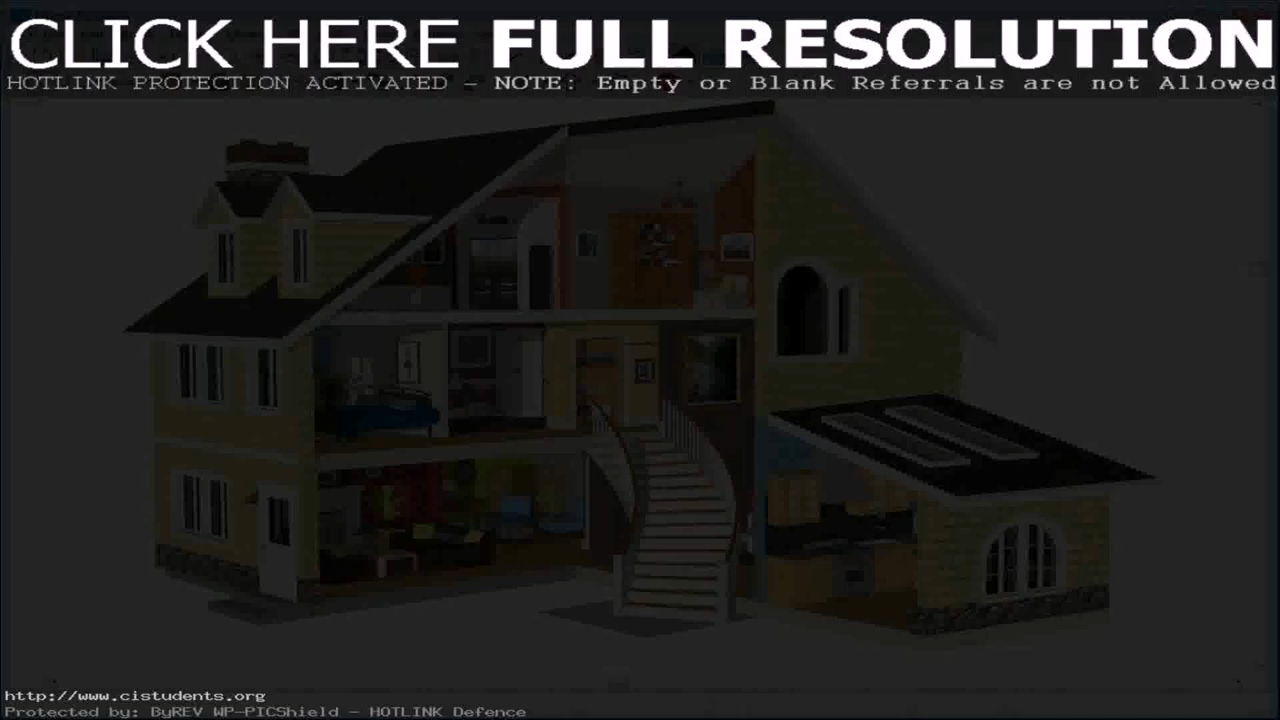 CLICK HERE FULL RESOLUTION
HOTLINK PROTECTION ACTIVATED – NOTE: Empty or Blank Referrals are not Allowed
http://www.cistudents.org
Protected by: ByREV WP-PICShield – HOTLINK Defence